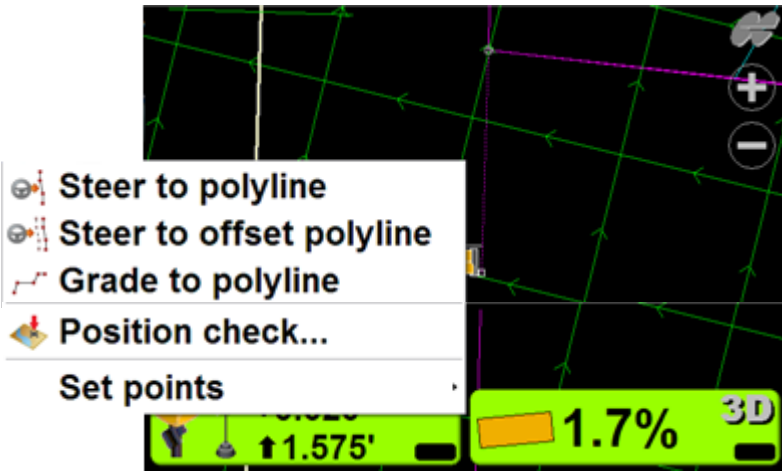 Steer to polyline
Steer to offset polyline
Grade to polyline
Position check...
Set points
1.575'
1.7%
3D